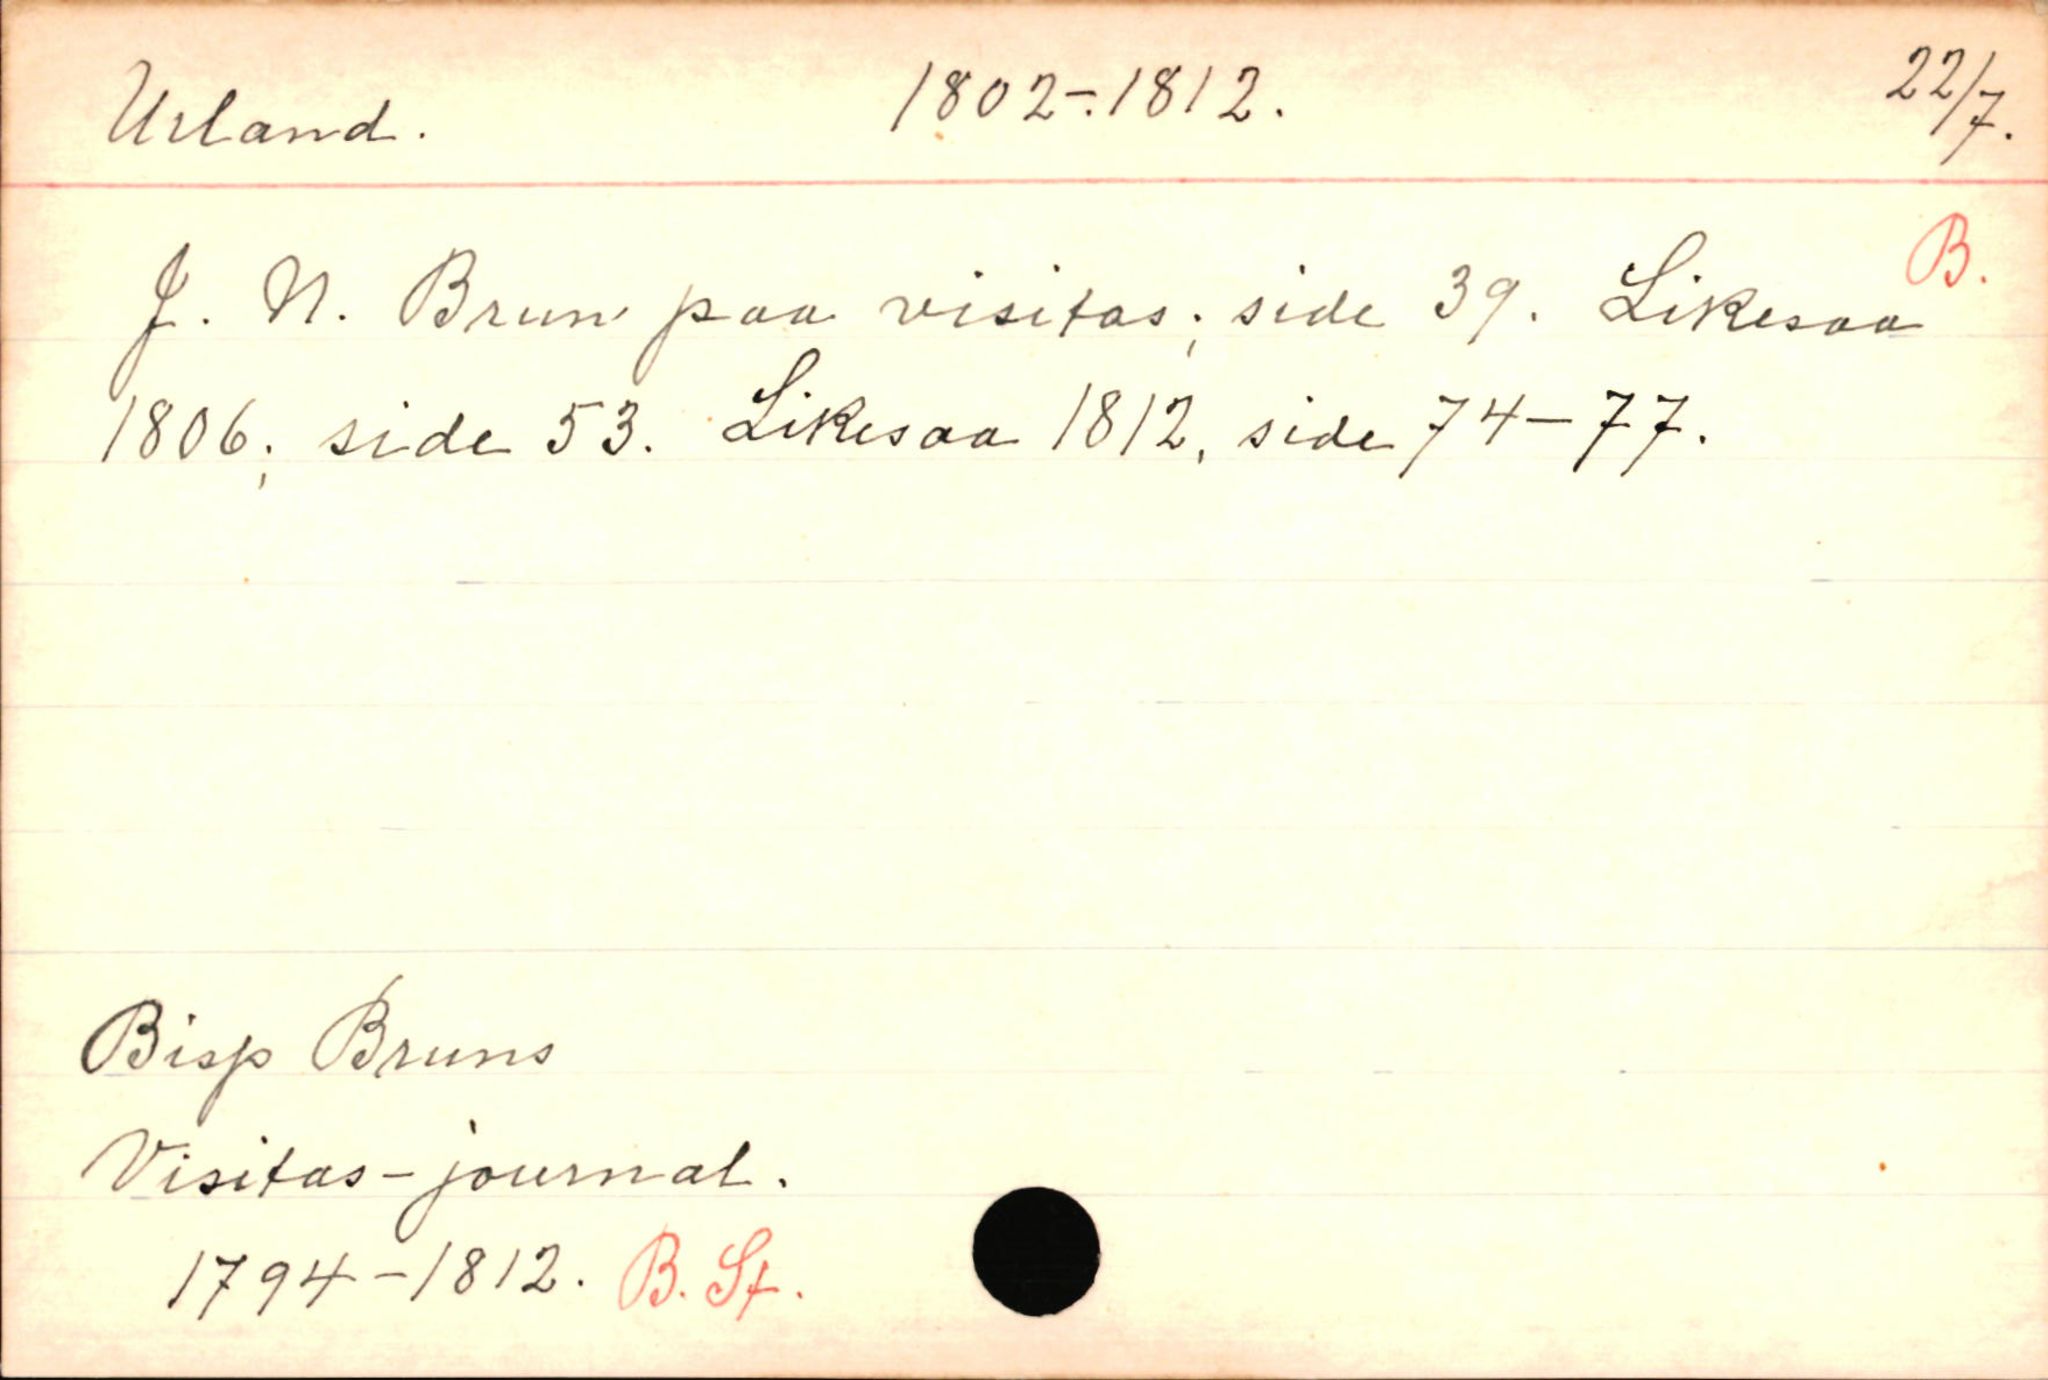 Urland. 1802-1812. 22/7.
B.
J. N. Brun paa visitas; side 39. Likesaa
1806; side 53. Likesaa 1812, side 74-77.
Bisp Bruns
Visitas-journal.
1794-1812. B. St.